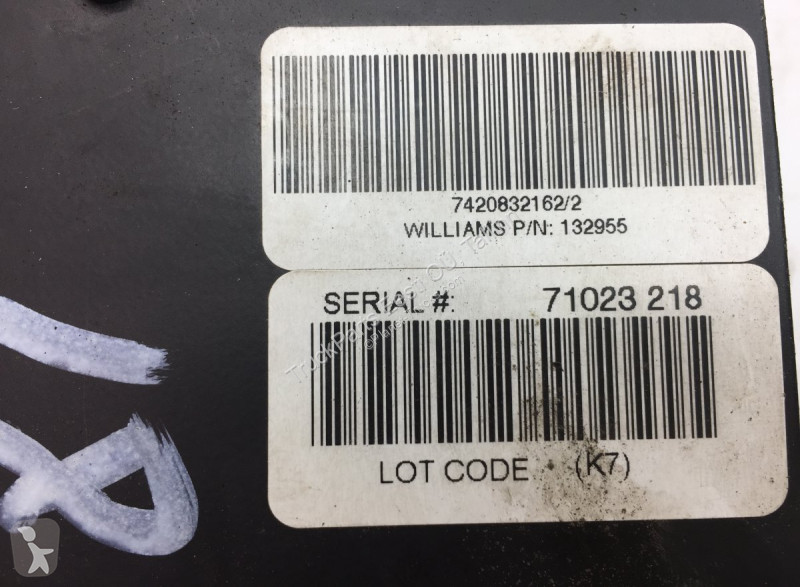 7420832162/2
WILLIAMS P/N: 132955
SERIAL #: 71023 218
LOT CODE (K7)